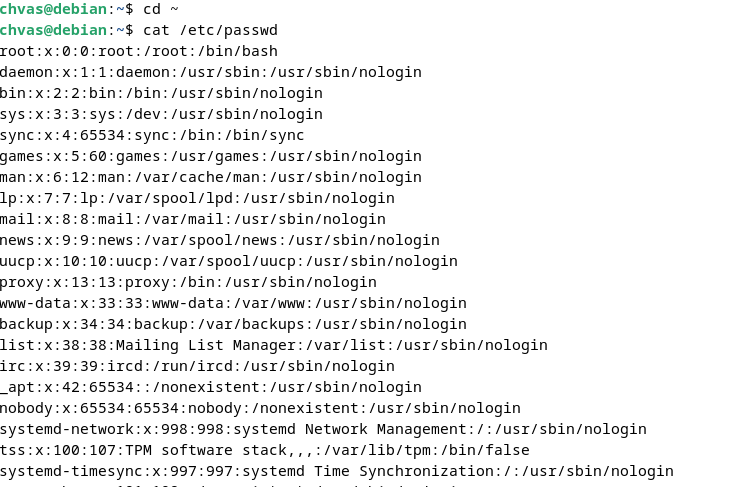 chvas@debian:~$ cd ~
chvas@debian:~$ cat /etc/passwd
root:x:0:0:root:/root:/bin/bash
daemon:x:1:1:daemon:/usr/sbin:/usr/sbin/nologin
bin:x:2:2:bin:/bin:/usr/sbin/nologin
sys:x:3:3:sys:/dev:/usr/sbin/nologin
sync:x:4:65534:sync:/bin:/bin/sync
games:x:5:60:games:/usr/games:/usr/sbin/nologin
man:x:6:12:man:/var/cache/man:/usr/sbin/nologin
lp:x:7:7:lp:/var/spool/lpd:/usr/sbin/nologin
mail:x:8:8:mail:/var/mail:/usr/sbin/nologin
news:x:9:9:news:/var/spool/news:/usr/sbin/nologin
uucp:x:10:10:uucp:/var/spool/uucp:/usr/sbin/nologin
proxy:x:13:13:proxy:/bin:/usr/sbin/nologin
www-data:x:33:33:www-data:/var/www:/usr/sbin/nologin
backup:x:34:34:backup:/var/backups:/usr/sbin/nologin
list:x:38:38:Mailing List Manager:/var/list:/usr/sbin/nologin
irc:x:39:39:ircd:/run/ircd:/usr/sbin/nologin
_apt:x:42:65534::/nonexistent:/usr/sbin/nologin
nobody:x:65534:65534:nobody:/nonexistent:/usr/sbin/nologin
systemd-network:x:998:998:systemd Network Management:/:/usr/sbin/nologin
tss:x:100:107:TPM software stack,,,:/var/lib/tpm:/bin/false
systemd-timesync:x:997:997:systemd Time Synchronization:/:/usr/sbin/nologin